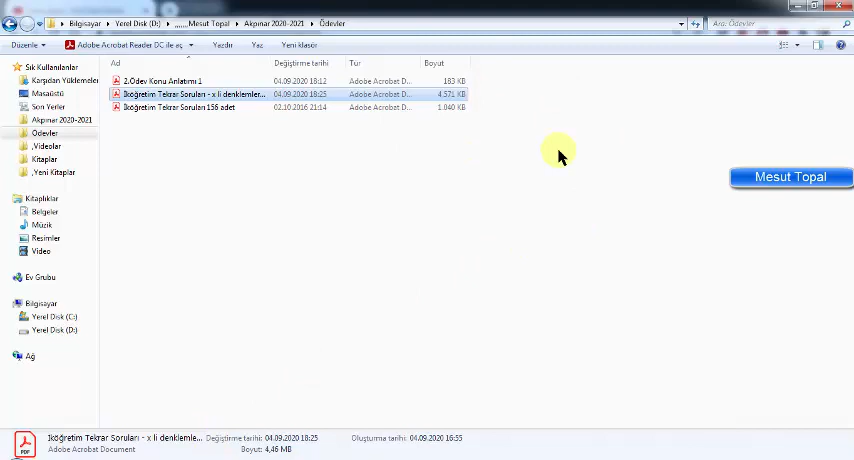 Bilgisayar Yerel Disk (D:) ,,,,,,Mesut Topal Akpınar 2020-2021 Ödevler
Ara: Ödevler
Düzenle Adobe Acrobat Reader DC ile aç Yazdır Yaz Yeni klasör
Ad Değiştirme tarihi Tür Boyut
2.Ödev Konu Anlatımı 1 04.09.2020 18:12 Adobe Acrobat D... 183 KB
İlköğretim Tekrar Soruları - x li denklemler... 04.09.2020 18:25 Adobe Acrobat D... 4.571 KB
İlköğretim Tekrar Soruları 156 adet 02.10.2016 21:14 Adobe Acrobat D... 1.040 KB
Sık Kullanılanlar
Karşıdan Yüklemeler
Masaüstü
Son Yerler
Akpınar 2020-2021
Ödevler
,Videolar
Kitaplar
,Yeni Kitaplar
Kitaplıklar
Belgeler
Müzik
Resimler
Video
Ev Grubu
Bilgisayar
Yerel Disk (C:)
Yerel Disk (D:)
Ağ
Mesut Topal
PDF
İlköğretim Tekrar Soruları - x li denklemle... Değiştirme tarihi: 04.09.2020 18:25 Oluşturma tarihi: 04.09.2020 16:55
Adobe Acrobat Document Boyut: 4,46 MB